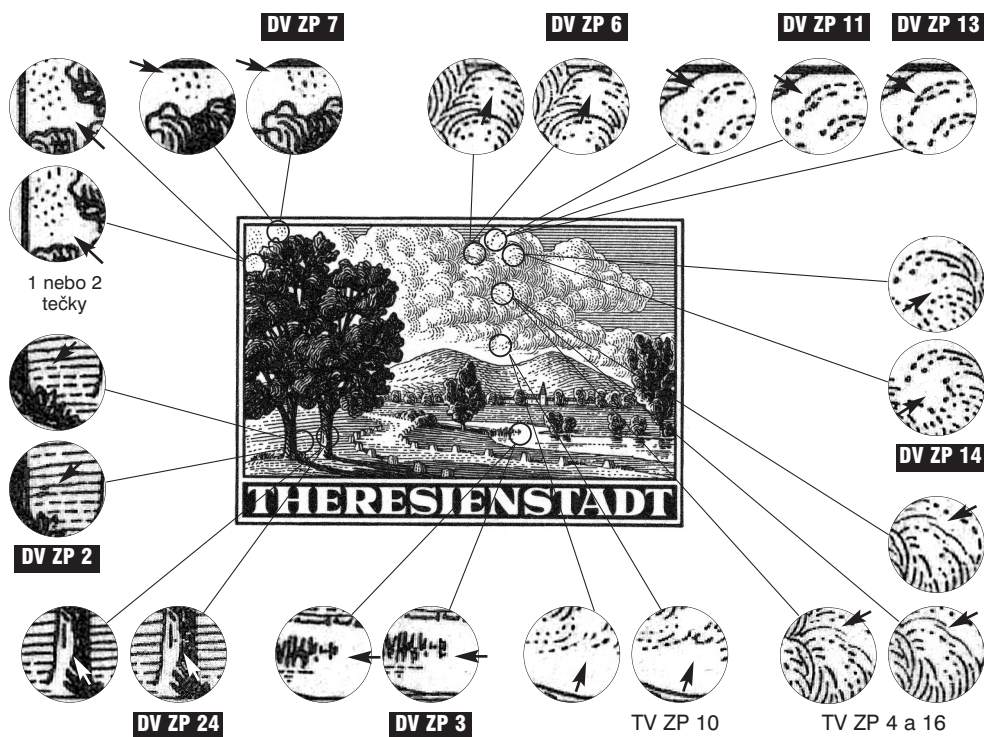 DV ZP 7
DV ZP 6
DV ZP 11
DV ZP 13
1 nebo 2
tečky
DV ZP 14
THERESIENSTADT
DV ZP 2
DV ZP 24
DV ZP 3
TV ZP 10
TV ZP 4 a 16